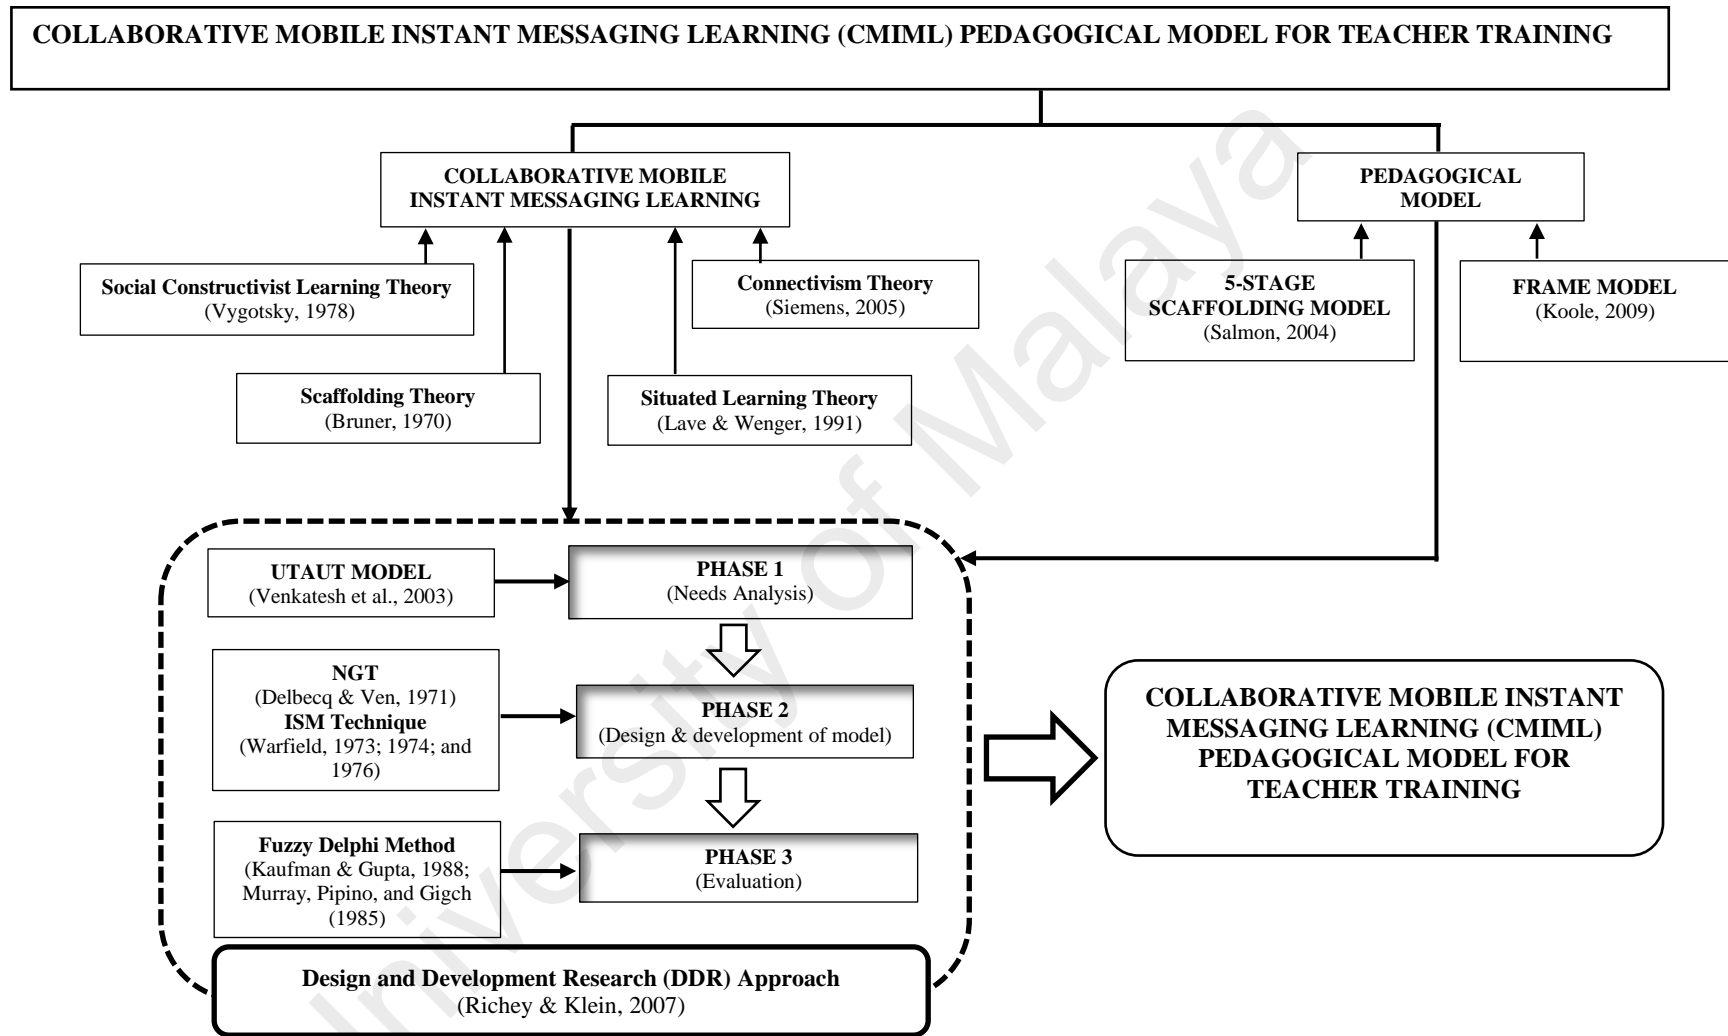 COLLABORATIVE MOBILE INSTANT MESSAGING LEARNING (CMIML) PEDAGOGICAL MODEL FOR TEACHER TRAINING
COLLABORATIVE MOBILE
INSTANT MESSAGING LEARNING
PEDAGOGICAL
MODEL
Social Constructivist Learning Theory
(Vygotsky, 1978)
Connectivism Theory
(Siemens, 2005)
5-STAGE
SCAFFOLDING MODEL
(Salmon, 2004)
FRAME MODEL
(Koole, 2009)
Scaffolding Theory
(Bruner, 1970)
Situated Learning Theory
(Lave & Wenger, 1991)
UTAUT MODEL
(Venkatesh et al., 2003)
PHASE 1
(Needs Analysis)
NGT
(Delbecq & Ven, 1971)
ISM Technique
(Warfield, 1973; 1974; and
1976)
PHASE 2
(Design & development of model)
COLLABORATIVE MOBILE INSTANT
MESSAGING LEARNING (CMIML)
PEDAGOGICAL MODEL FOR
TEACHER TRAINING
Fuzzy Delphi Method
(Kaufman & Gupta, 1988;
Murray, Pipino, and Gigch
(1985)
PHASE 3
(Evaluation)
Design and Development Research (DDR) Approach
(Richey & Klein, 2007)
University of Malaya